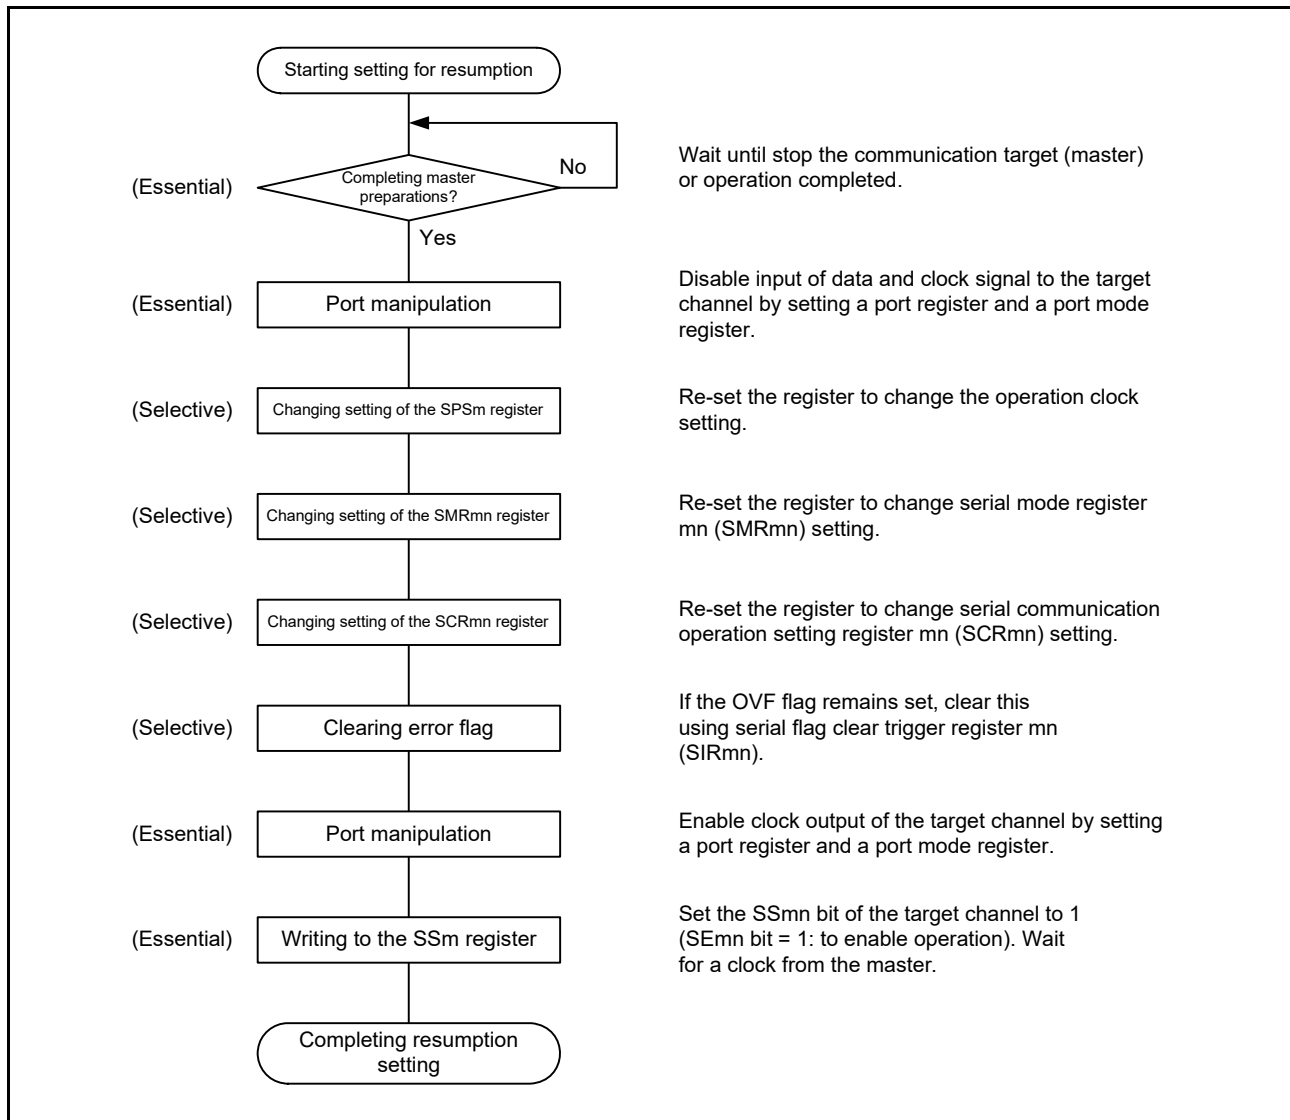 Starting setting for resumption
No
(Essential)
Completing master
preparations?
Wait until stop the communication target (master)
or operation completed.
Yes
(Essential)
Port manipulation
Disable input of data and clock signal to the target
channel by setting a port register and a port mode
register.
(Selective)
Changing setting of the SPSm register
Re-set the register to change the operation clock
setting.
(Selective)
Changing setting of the SMRmn register
Re-set the register to change serial mode register
mn (SMRmn) setting.
(Selective)
Changing setting of the SCRmn register
Re-set the register to change serial communication
operation setting register mn (SCRmn) setting.
(Selective)
Clearing error flag
If the OVF flag remains set, clear this
using serial flag clear trigger register mn
(SIRmn).
(Essential)
Port manipulation
Enable clock output of the target channel by setting
a port register and a port mode register.
(Essential)
Writing to the SSm register
Set the SSmn bit of the target channel to 1
(SEmn bit = 1: to enable operation). Wait
for a clock from the master.
Completing resumption
setting